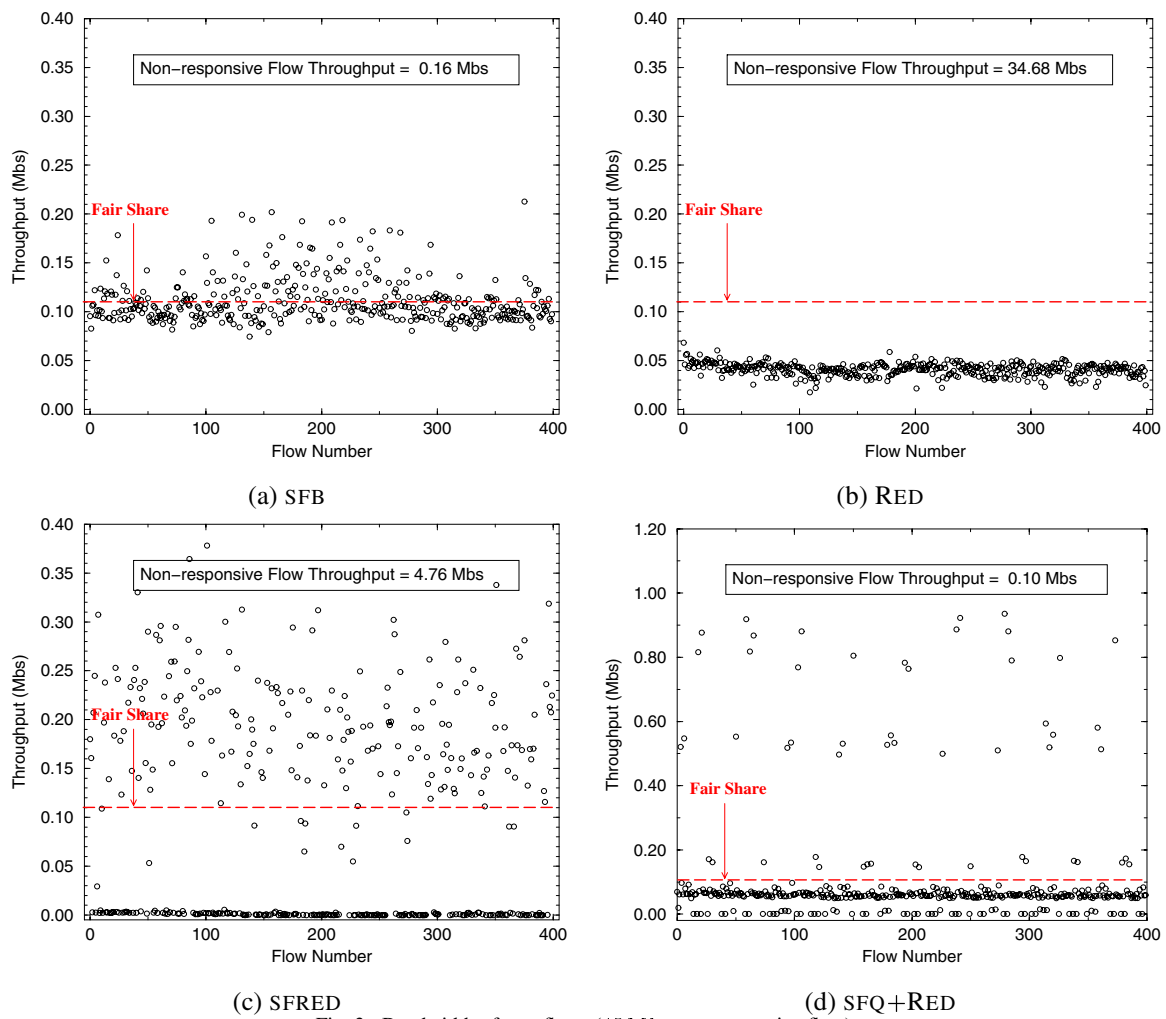 0.40
0.35
0.30
0.25
0.20
0.15
0.10
0.05
0.00
Throughput (Mbs)
Non−responsive Flow Throughput = 0.16 Mbs
Fair Share
0 100 200 300 400
Flow Number
(a) SFB
0.40
0.35
0.30
0.25
0.20
0.15
0.10
0.05
0.00
Throughput (Mbs)
Non−responsive Flow Throughput = 34.68 Mbs
Fair Share
0 100 200 300 400
Flow Number
(b) RED
0.40
0.35
0.30
0.25
0.20
0.15
0.10
0.05
0.00
Throughput (Mbs)
Non−responsive Flow Throughput = 4.76 Mbs
Fair Share
0 100 200 300 400
Flow Number
(c) SFRED
1.20
1.00
0.80
0.60
0.40
0.20
0.00
Throughput (Mbs)
Non−responsive Flow Throughput = 0.10 Mbs
Fair Share
0 100 200 300 400
Flow Number
(d) SFQ+RED